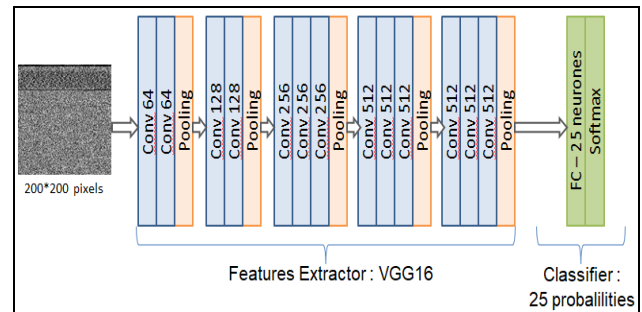 200*200 pixels
Conv 64
Conv 64
Pooling
Conv 128
Conv 128
Pooling
Conv 256
Conv 256
Conv 256
Pooling
Conv 512
Conv 512
Conv 512
Pooling
Conv 512
Conv 512
Conv 512
Pooling
FC – 25 neurones
Softmax
Features Extractor : VGG16
Classifier :
25 probalilities